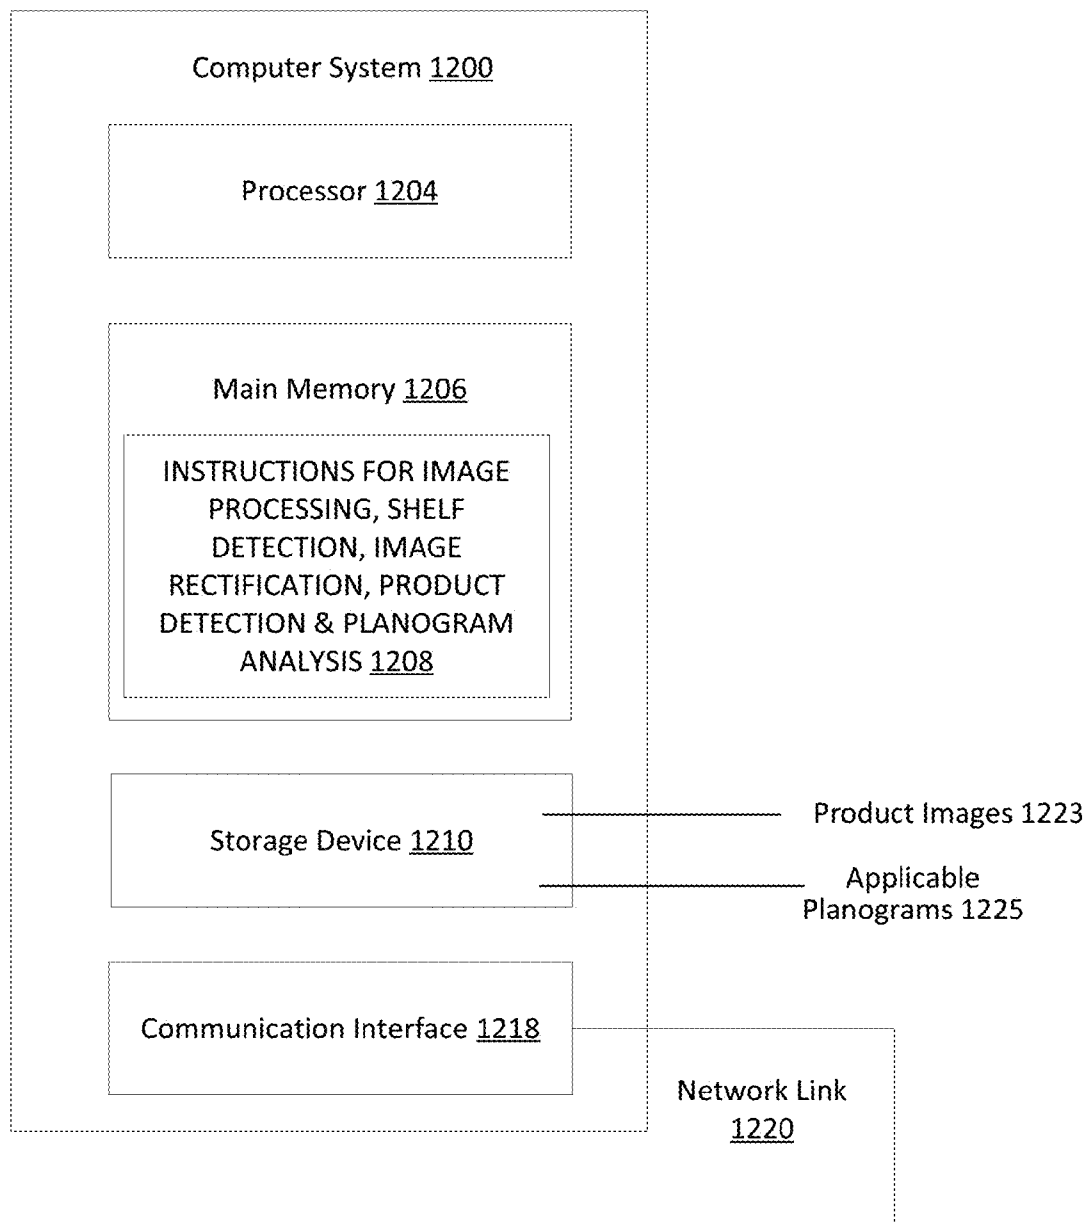 Computer System 1200
Processor 1204
Main Memory 1206
INSTRUCTIONS FOR IMAGE
PROCESSING, SHELF
DETECTION, IMAGE
RECTIFICATION, PRODUCT
DETECTION & PLANOGRAM
ANALYSIS 1208
Storage Device 1210
Product Images 1223
Applicable
Planograms 1225
Communication Interface 1218
Network Link
1220